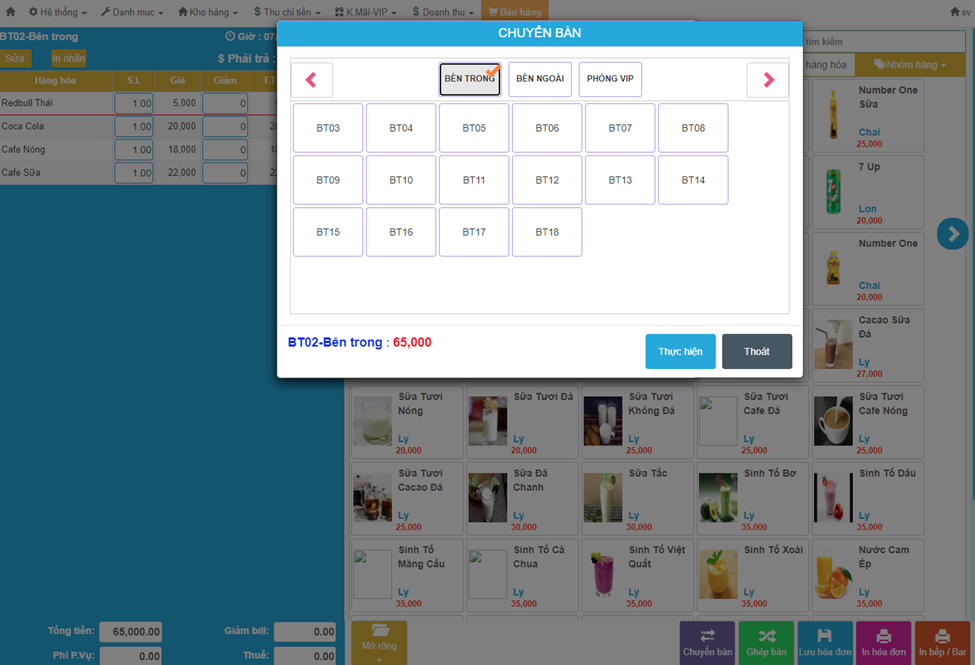 Hệ thống Danh mục Kho hàng $ Thu chi tiền K.Mãi-VIP $ Doanh thu Bán hàng sv
BT02-Bên trong Giờ : 07/
Sửa In nhãn $ Phải trả :
Hàng hóa S.L Giá Giảm T.T
Redbull Thái 1.00 5,000 0
Coca Cola 1.00 20,000 0
Cafe Nóng 1.00 18,000 0
Cafe Sữa 1.00 22,000 0
Tổng tiền: 65,000.00 Giảm bill: 0.00
Phí P.Vụ: 0.00 Thuế: 0.00
CHUYỂN BÀN
BÊN TRONG BÊN NGOÀI PHÒNG VIP
BT03 BT04 BT05 BT06 BT07 BT08
BT09 BT10 BT11 BT12 BT13 BT14
BT15 BT16 BT17 BT18
BT02-Bên trong : 65,000
Thực hiện Thoát
tìm kiếm
hàng hóa Nhóm hàng
Number One
Sữa
Chai
25,000
7 Up
Lon
20,000
Number One
Chai
20,000
Cacao Sữa
Đá
Ly
27,000
Sữa Tươi
Nóng
Ly
20,000
Sữa Tươi Đá
Ly
20,000
Sữa Tươi
Không Đá
Ly
25,000
Sữa Tươi
Cafe Đá
Ly
25,000
Sữa Tươi
Cafe Nóng
Ly
25,000
Sữa Tươi
Cacao Đá
Ly
25,000
Sữa Đá
Chanh
Ly
30,000
Sữa Tắc
Ly
30,000
Sinh Tố Bơ
Ly
35,000
Sinh Tố Dâu
Ly
35,000
Sinh Tố
Mãng Cầu
Ly
35,000
Sinh Tố Cà
Chua
Ly
35,000
Sinh Tố Việt
Quất
Ly
35,000
Sinh Tố Xoài
Ly
35,000
Nước Cam
Ép
Ly
35,000
Mở rộng Chuyển bàn Ghép bàn Lưu hóa đơn In hóa đơn In bếp / Bar